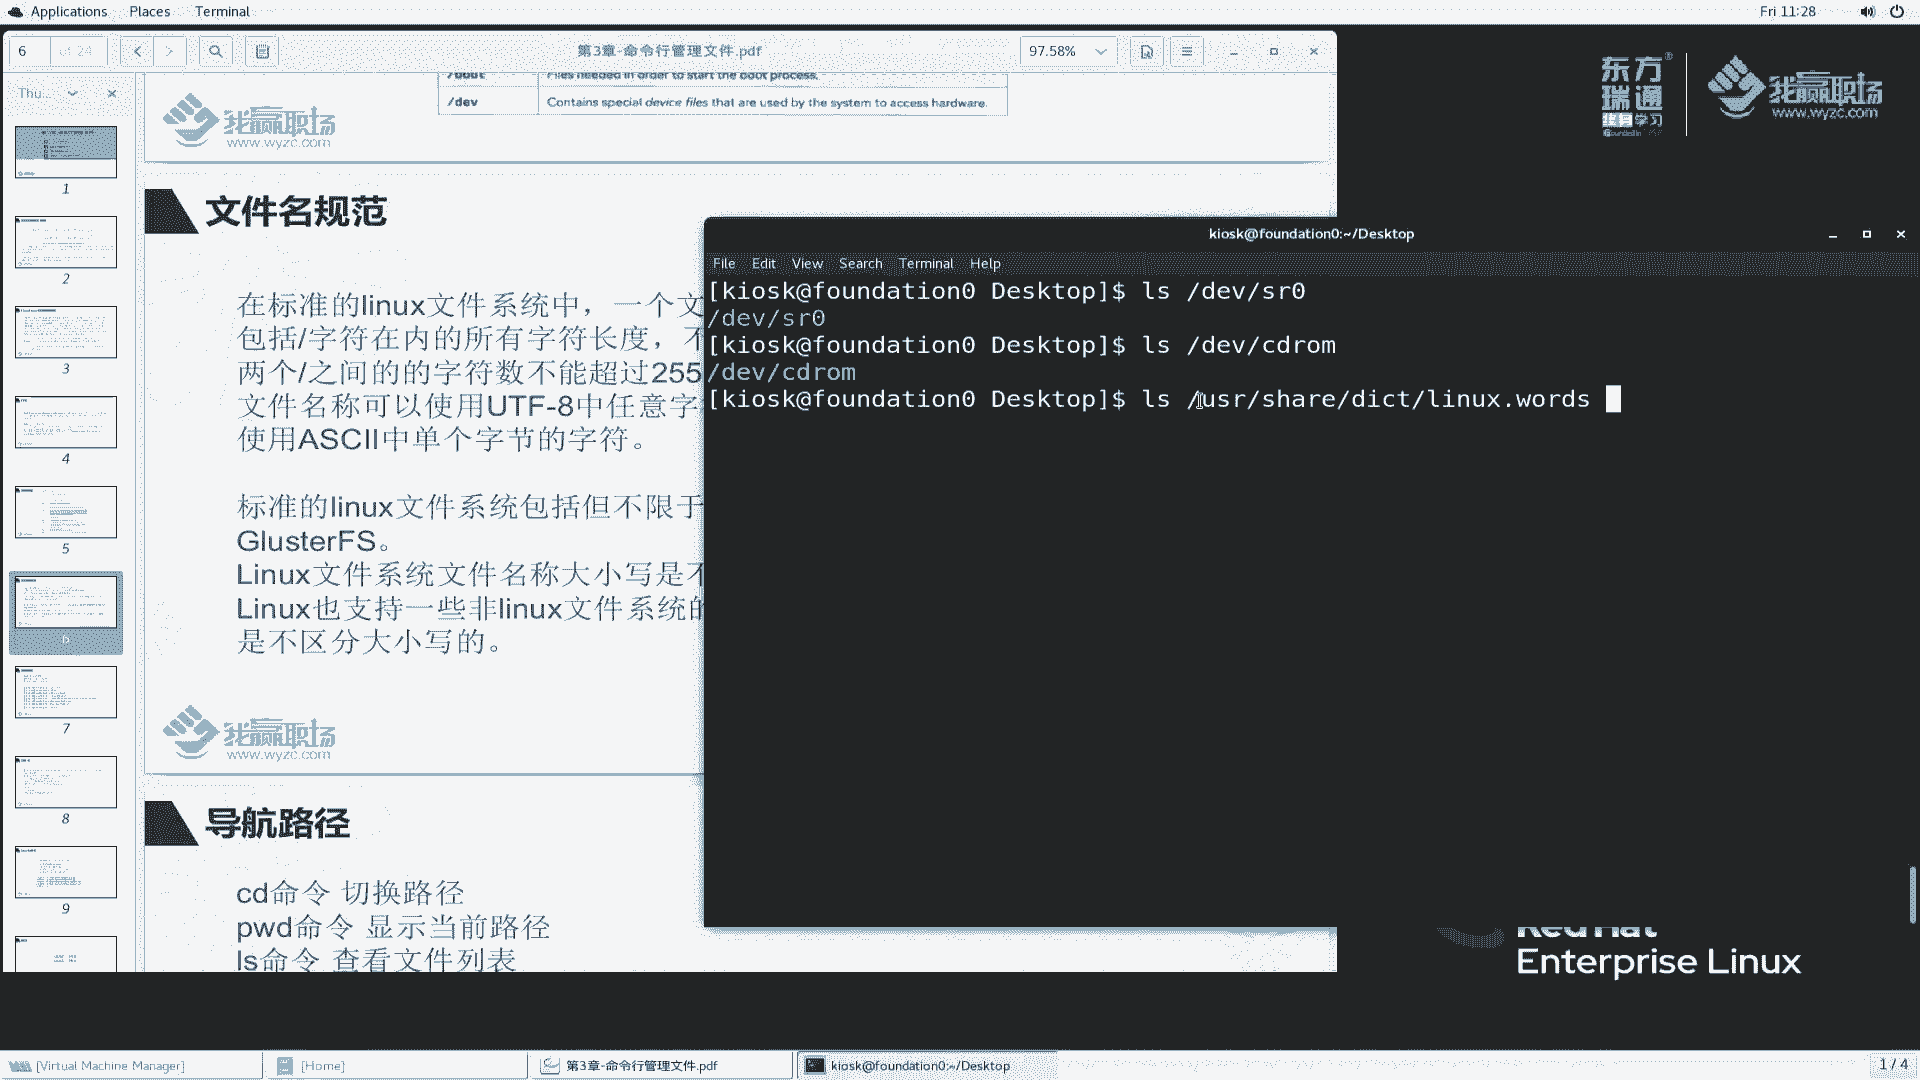 Applications Places Terminal Fri 11:28
6 of 24 第3章-命令行管理文件.pdf 97.58%
Thu...
/boot Files needed in order to start the boot process.
/dev Contains special device files that are used by the system to access hardware.
我赢职场
www.wyzc.com
东方
瑞通
终身学习
我赢职场
www.wyzc.com
1
2
3
4
5
6
7
8
9
文件名规范
在标准的linux文件系统中，一个文
包括/字符在内的所有字符长度，不
两个/之间的的字符数不能超过255
文件名称可以使用UTF-8中任意字
使用ASCII中单个字节的字符。
标准的linux文件系统包括但不限于
GlusterFS。
Linux文件系统文件名称大小写是不
Linux也支持一些非linux文件系统的
是不区分大小写的。
我赢职场
www.wyzc.com
导航路径
cd命令 切换路径
pwd命令 显示当前路径
ls命令 查看文件列表
kiosk@foundation0:~/Desktop
File Edit View Search Terminal Help
[kiosk@foundation0 Desktop]$ ls /dev/sr0
/dev/sr0
[kiosk@foundation0 Desktop]$ ls /dev/cdrom
/dev/cdrom
[kiosk@foundation0 Desktop]$ ls /usr/share/dict/linux.words
Red Hat
Enterprise Linux
[Virtual Machine Manager] [Home] 第3章-命令行管理文件.pdf kiosk@foundation0:~/Desktop 1 / 4